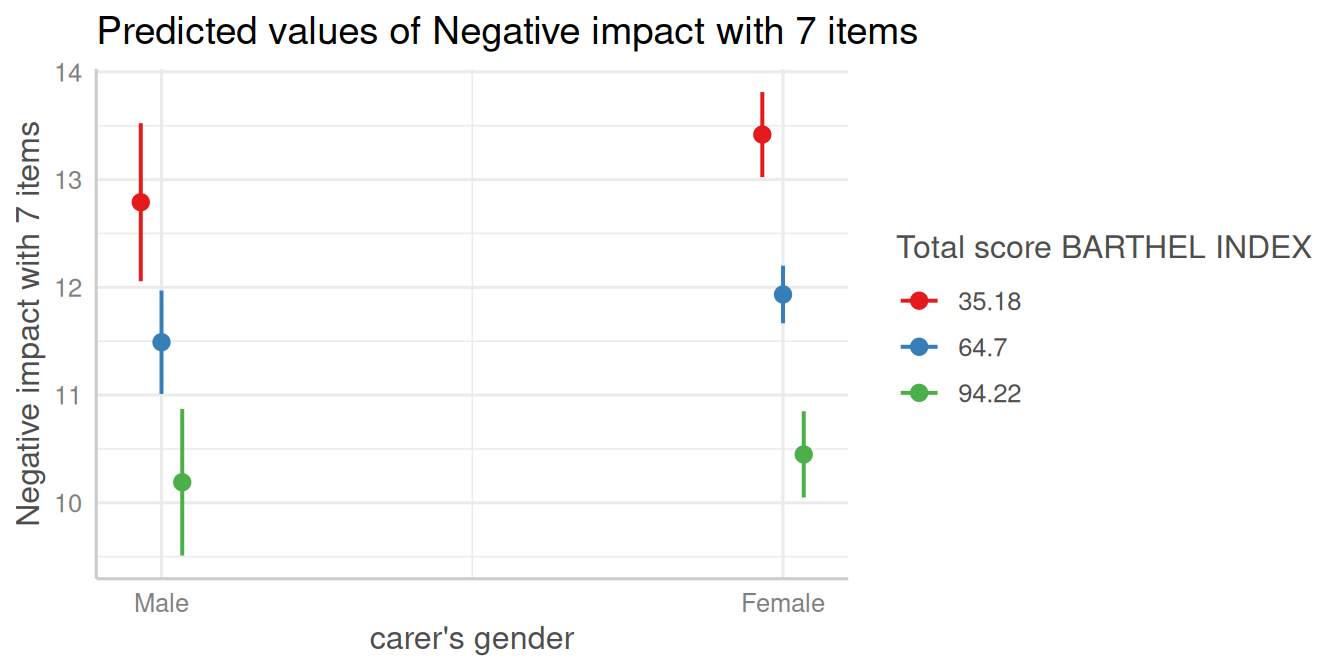 Predicted values of Negative impact with 7 items
Negative impact with 7 items
14
13
12
11
10
Male
Female
carer's gender
Total score BARTHEL INDEX
35.18
64.7
94.22